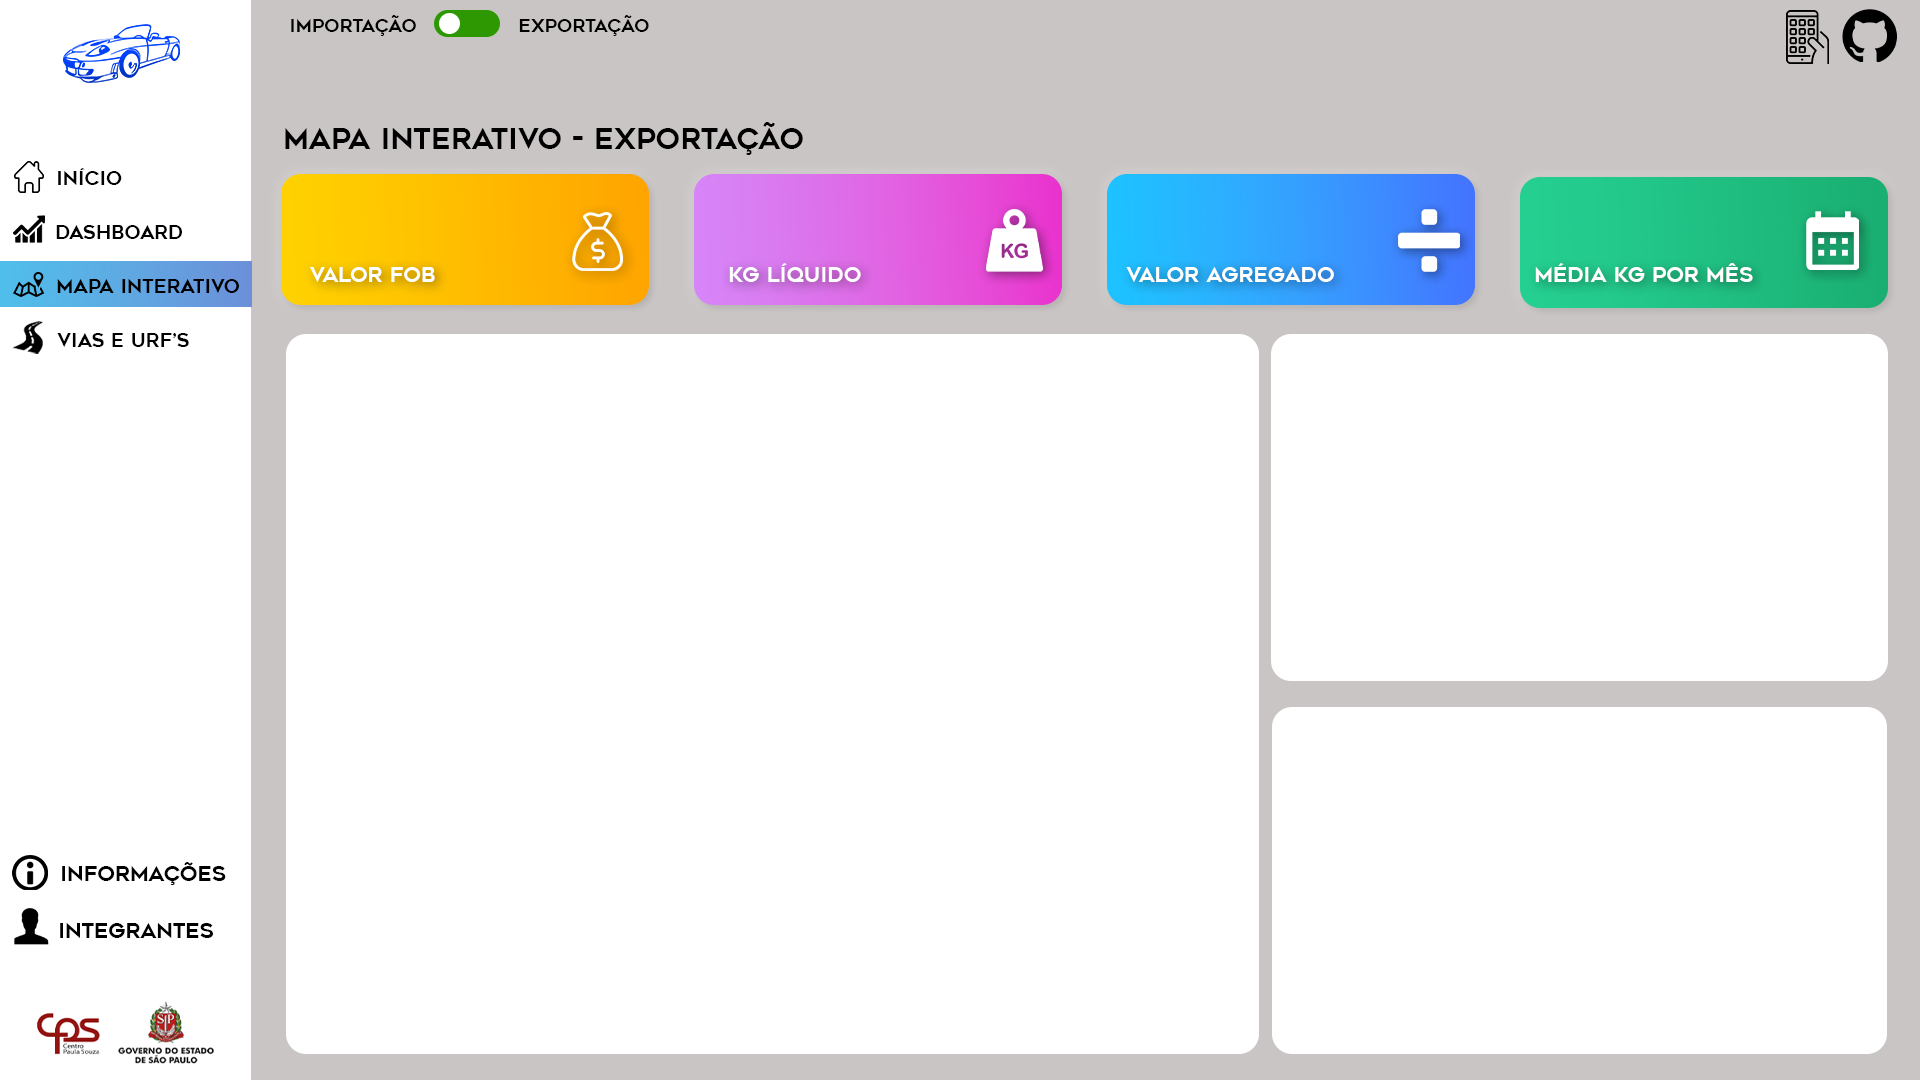 IMPORTAÇÃO
EXPORTAÇÃO
MAPA INTERATIVO - EXPORTAÇÃO
INÍCIO
DASHBOARD
MAPA INTERATIVO
VIAS E URF'S
VALOR FOB
$
KG LÍQUIDO
KG
VALOR AGREGADO
MÉDIA KG POR MÊS
INFORMAÇÕES
INTEGRANTES
cps
Centro
Paula Souza
SP
GOVERNO DO ESTADO
DE SÃO PAULO